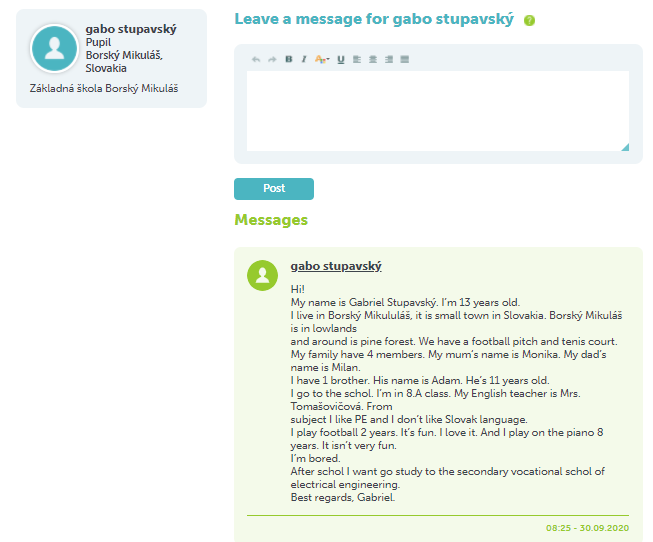 gabo stupavský
Pupil
Borský Mikuláš,
Slovakia
Základná škola Borský Mikuláš
Leave a message for gabo stupavský ?
B I A U
Post
Messages
gabo stupavský
Hi!
My name is Gabriel Stupavský. I'm 13 years old.
I live in Borský Mikululáš, it is small town in Slovakia. Borský Mikuláš
is in lowlands
and around is pine forest. We have a football pitch and tenis court.
My family have 4 members. My mum's name is Monika. My dad's
name is Milan.
I have 1 brother. His name is Adam. He's 11 years old.
I go to the schol. I'm in 8.A class. My English teacher is Mrs.
Tomašovičová. From
subject I like PE and I don't like Slovak language.
I play football 2 years. It's fun. I love it. And I play on the piano 8
years. It isn't very fun.
I'm bored.
After schol I want go study to the secondary vocational schol of
electrical engineering.
Best regards, Gabriel.
08:25 - 30.09.2020